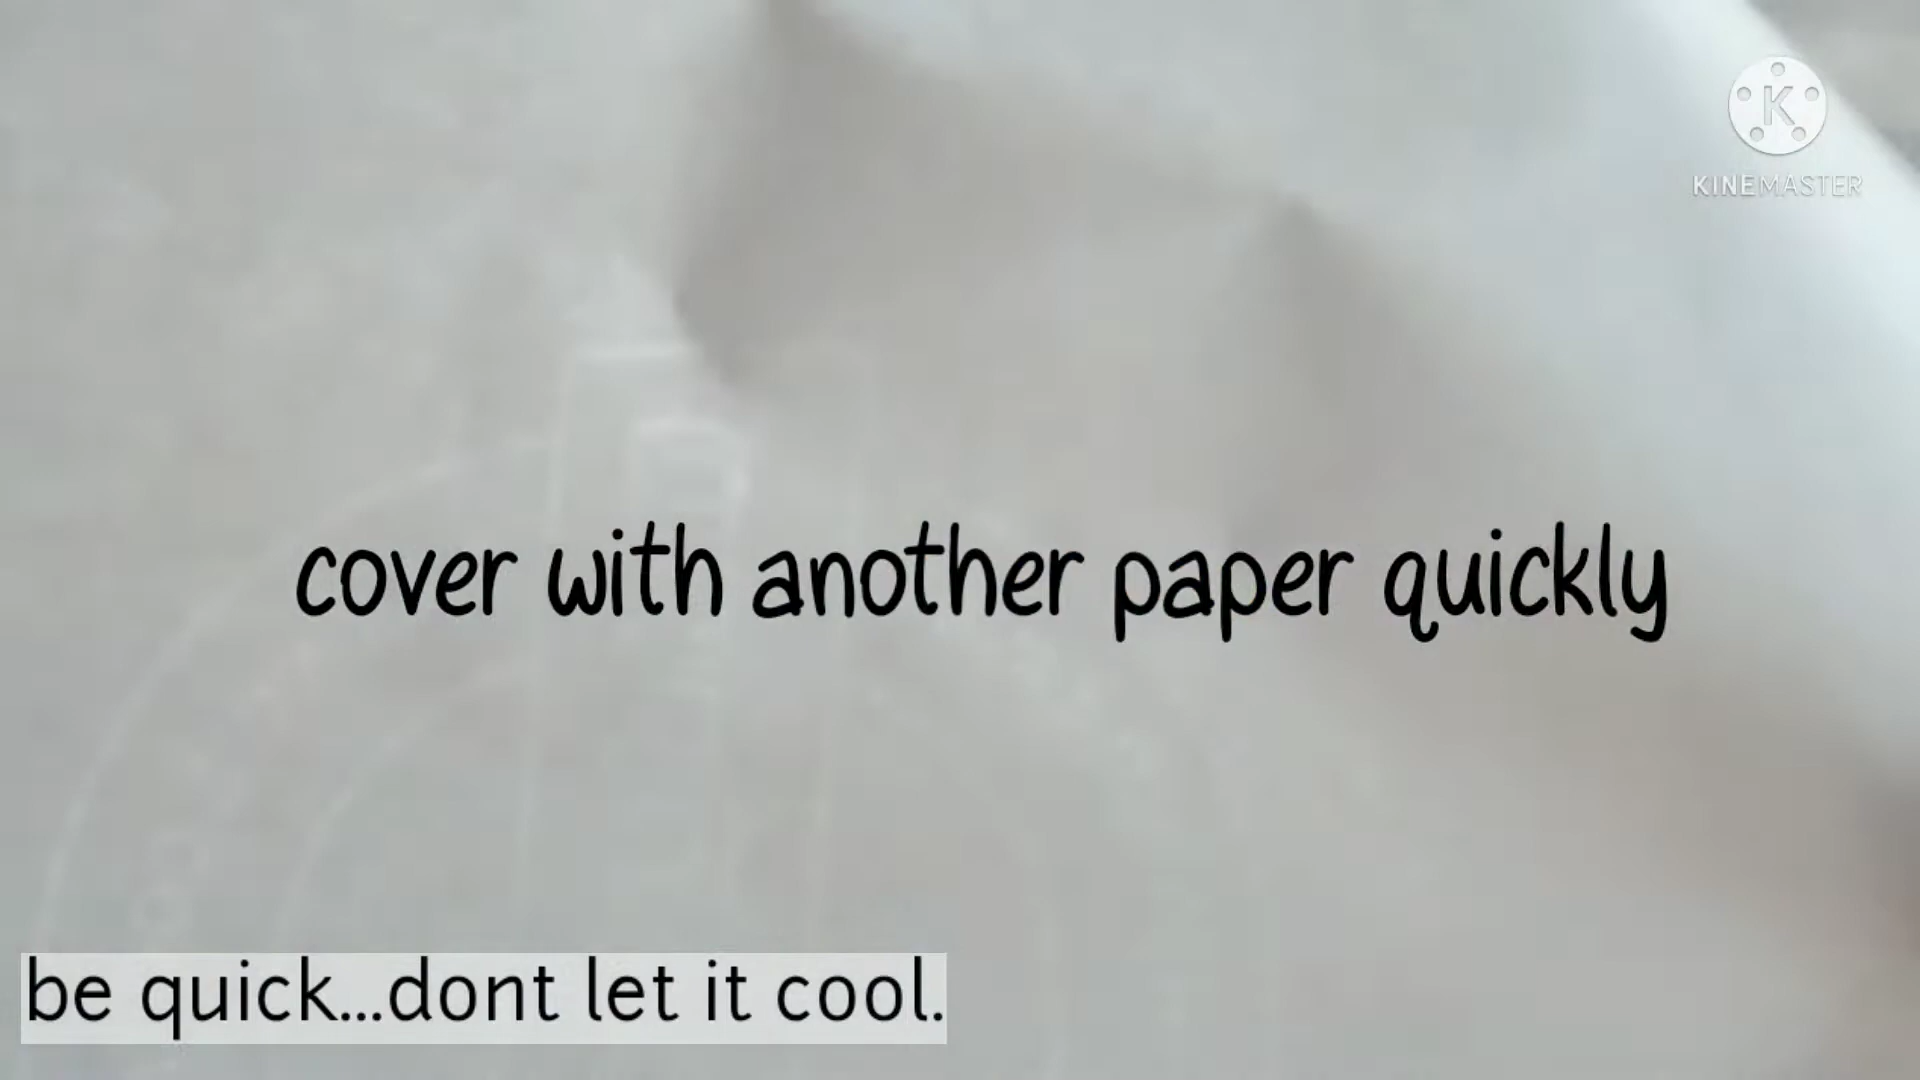 KINEMASTER
cover with another paper quickly
be quick...dont let it cool.